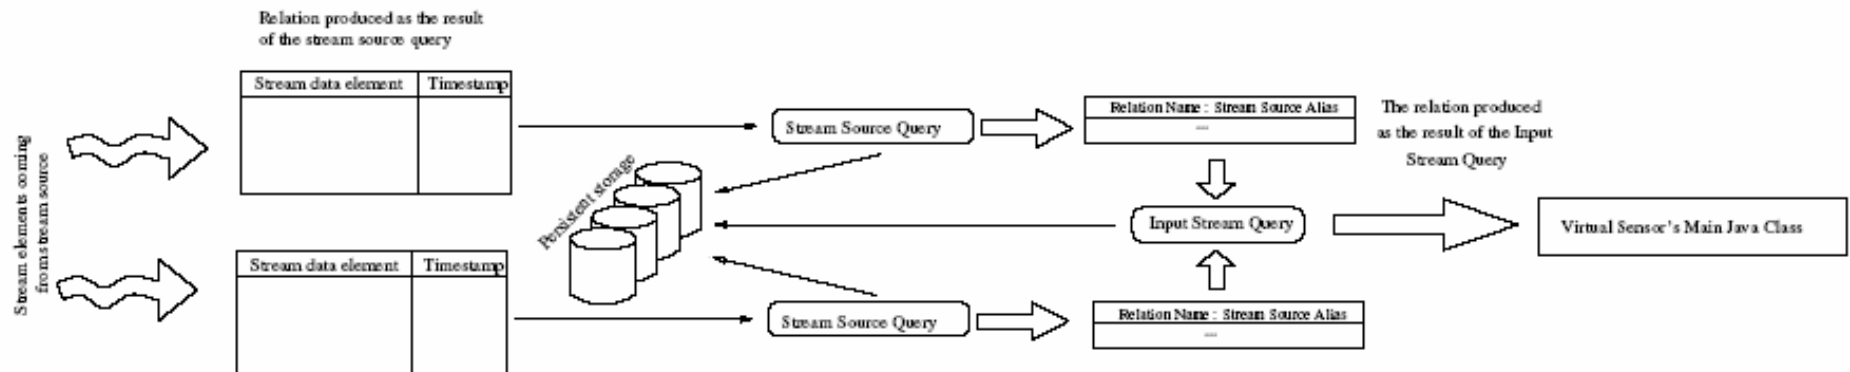 Relation produced as the result
of the stream source query
Stream elements coming
from stream source
Stream data element Timestamp
Stream Source Query
Relation Name : Stream Source Alias
---
The relation produced
as the result of the Input
Stream Query
Persistent storage
Input Stream Query
Virtual Sensor's Main Java Class
Stream data element Timestamp
Stream Source Query
Relation Name : Stream Source Alias
---